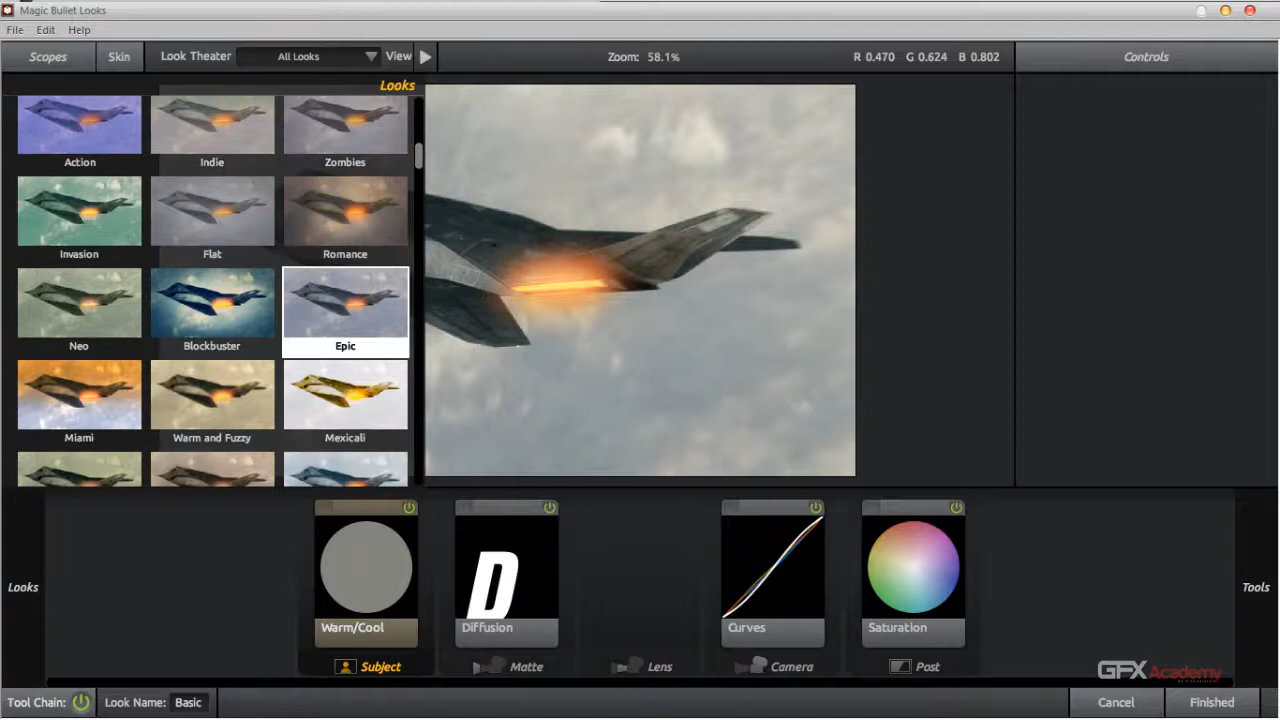 Magic Bullet Looks
File Edit Help
Scopes Skin Look Theater All Looks View Zoom: 58.1% R 0.470 G 0.624 B 0.802 Controls
Looks
Action Indie Zombies
Invasion Flat Romance
Neo Blockbuster Epic
Miami Warm and Fuzzy Mexicali
D
Warm/Cool Diffusion Curves Saturation
Looks Tools
Subject Matte Lens Camera Post
GFXAcademy
Tool Chain: Look Name: Basic Cancel Finished